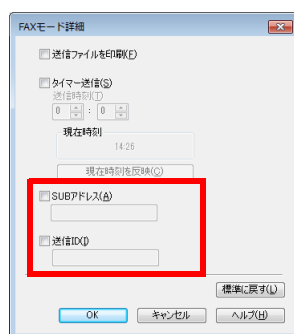 FAXモード詳細
送信ファイルを印刷(F)
タイマー送信(S)
送信時刻(T)
0 : 0
現在時刻
14:26
現在時刻を反映(C)
SUBアドレス(A)
送信ID(I)
標準に戻す(L)
OK キャンセル ヘルプ(H)